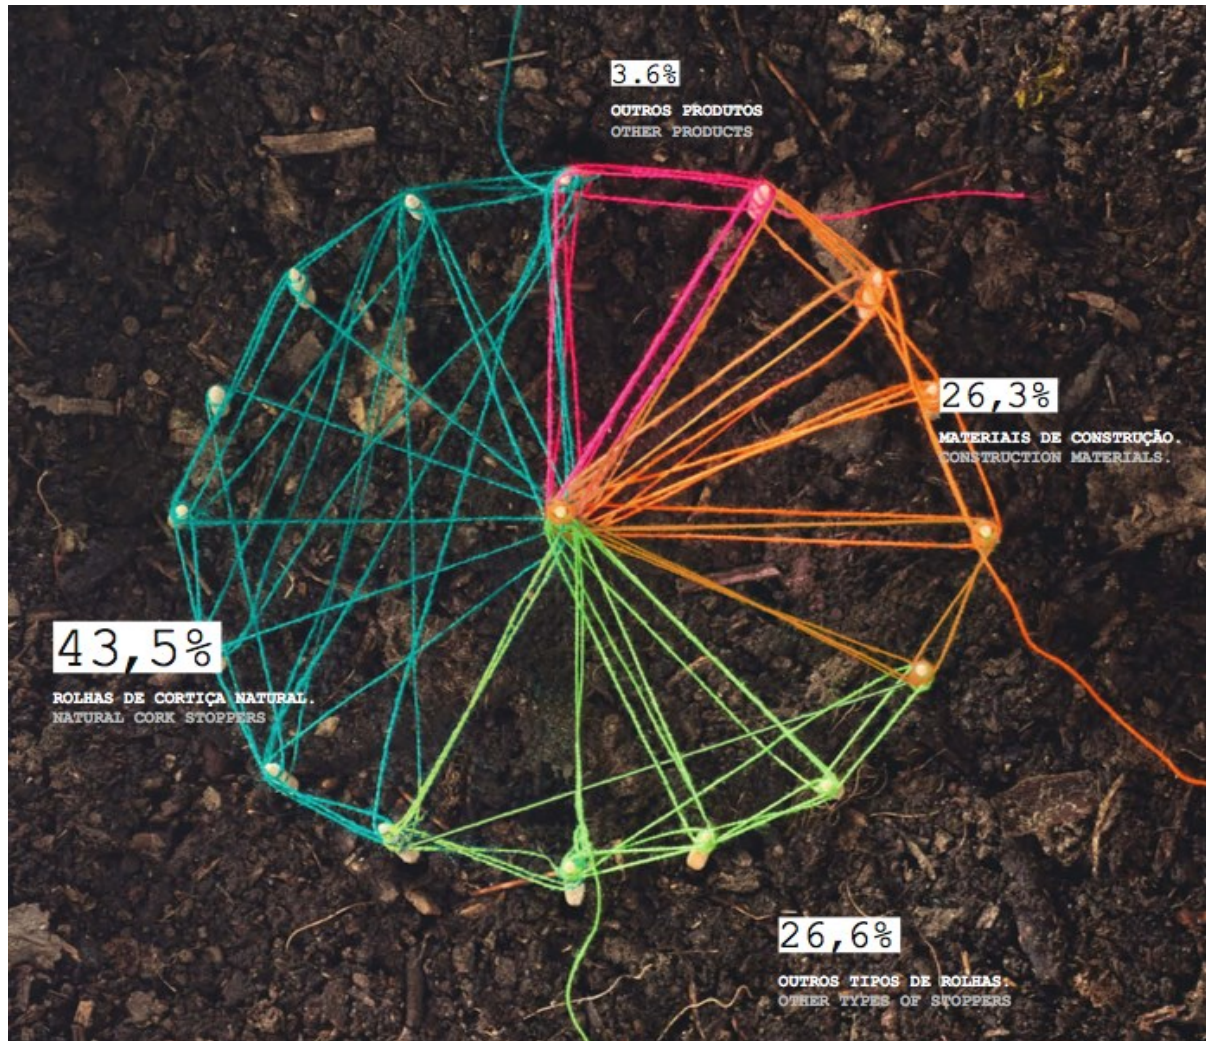 3.6%
OUTROS PRODUTOS
OTHER PRODUCTS
26,3%
MATERIAIS DE CONSTRUÇÃO.
CONSTRUCTION MATERIALS.
43,5%
ROLHAS DE CORTIÇA NATURAL.
NATURAL CORK STOPPERS
26,6%
OUTROS TIPOS DE ROLHAS.
OTHER TYPES OF STOPPERS